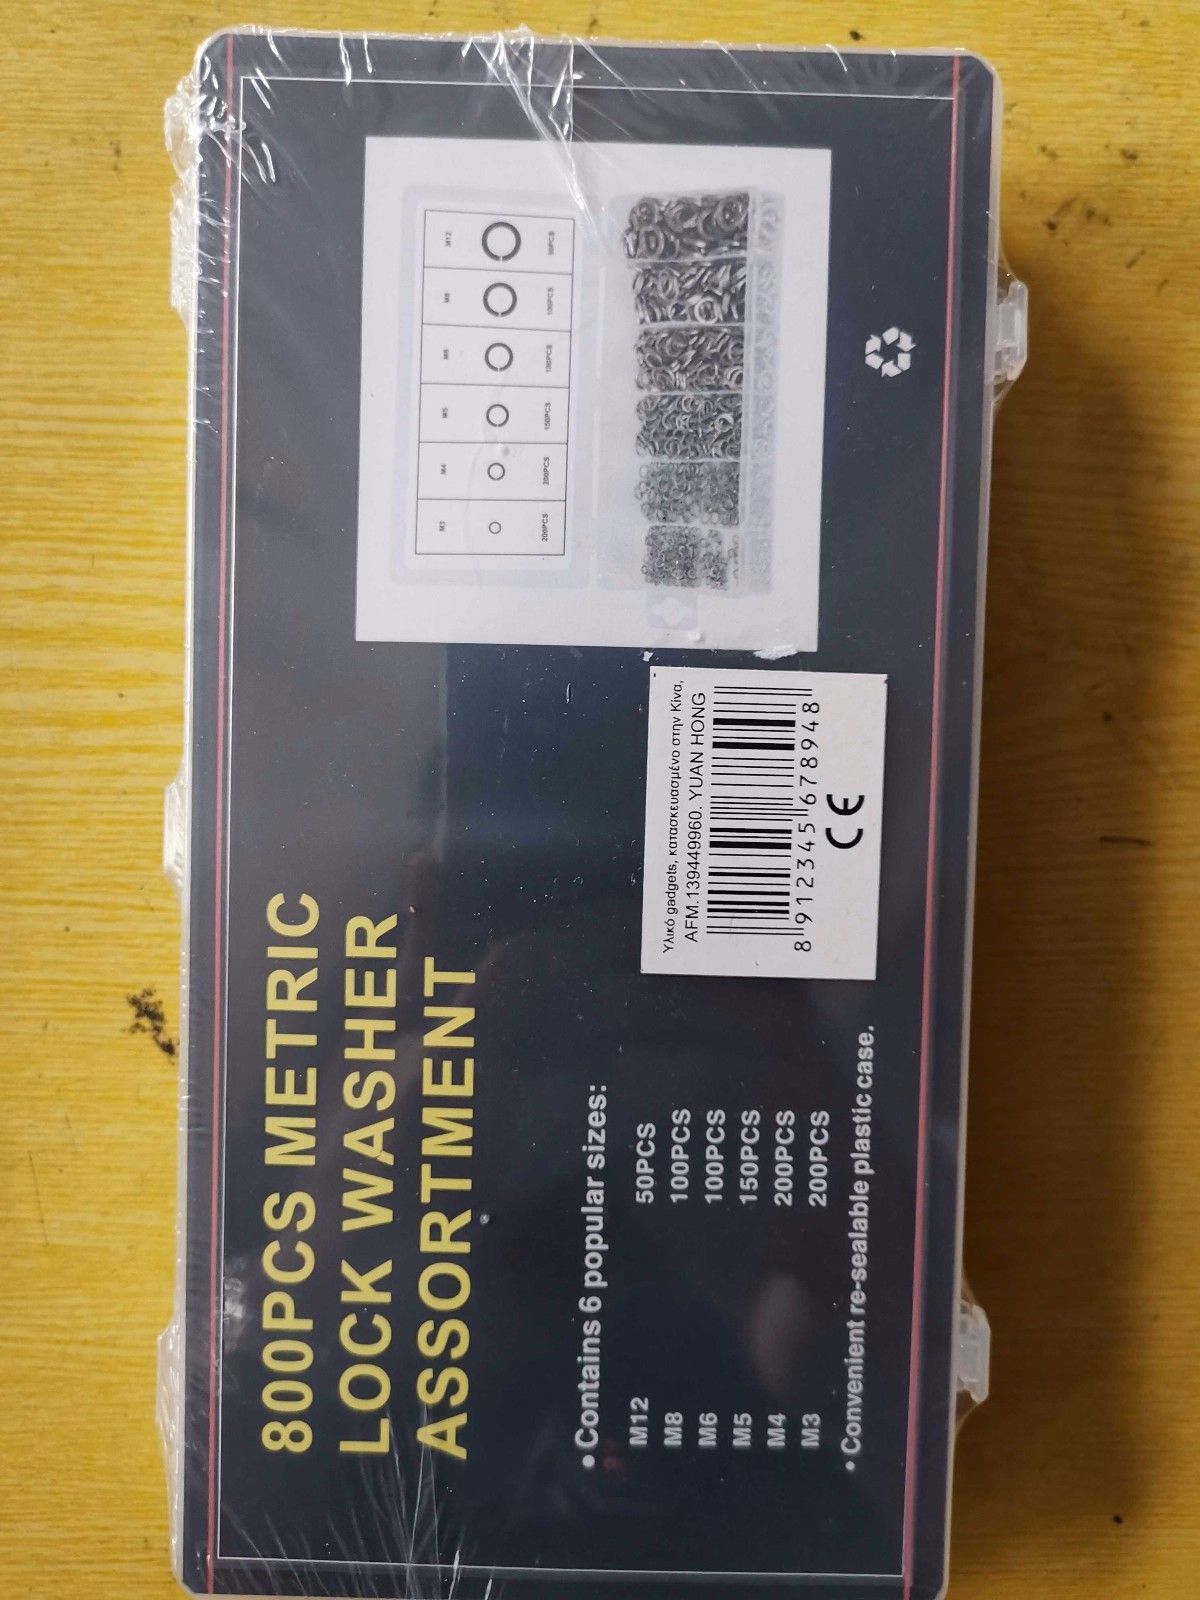 800PCS METRIC
LOCK WASHER
ASSORTMENT
• Contains 6 popular sizes:
M12 50PCS
M8 100PCS
M6 100PCS
M5 150PCS
M4 200PCS
M3 200PCS
• Convenient re-sealable plastic case.
Υλικό gadgets, κατασκευασμένο στην Κίνα,
AFM.139449960. YUAN HONG
8 912345 678948
CE
M3 M4 M5 M6 M8 M12
200PCS 200PCS 150PCS 100PCS 100PCS 50PCS